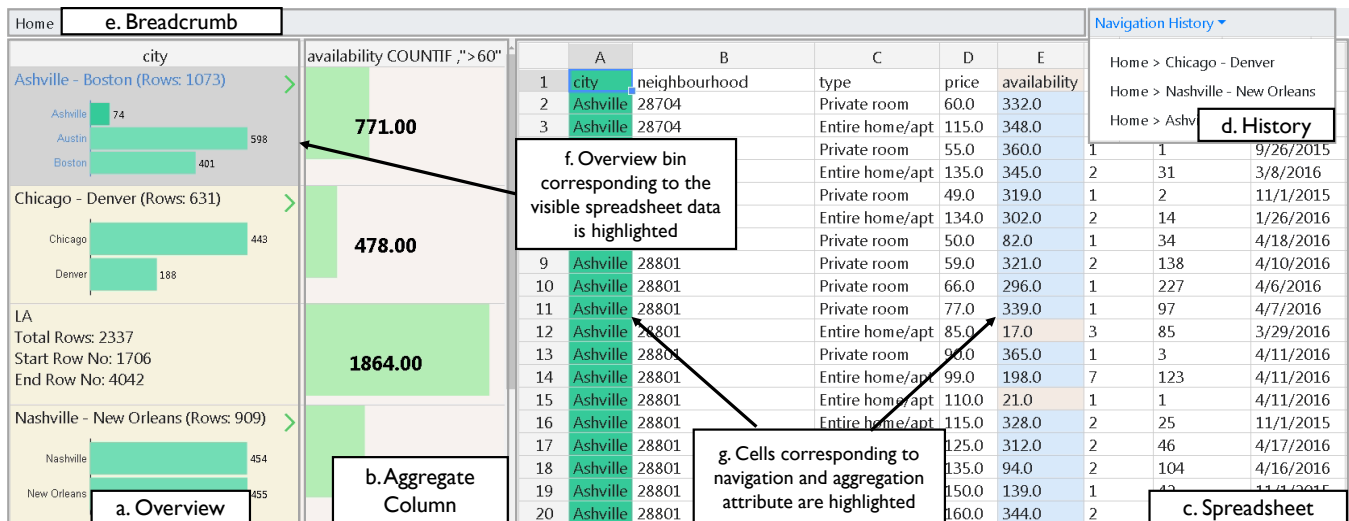 Home
e. Breadcrumb
Navigation History
Home > Chicago - Denver
Home > Nashville - New Orleans
Home > Ashv
d. History
city
Ashville - Boston (Rows: 1073)
Ashville 74
Austin 598
Boston 401
Chicago - Denver (Rows: 631)
Chicago 443
Denver 188
LA
Total Rows: 2337
Start Row No: 1706
End Row No: 4042
Nashville - New Orleans (Rows: 909)
Nashville 454
New Orleans 455
a. Overview
availability COUNTIF ,">60"
771.00
478.00
1864.00
b. Aggregate
Column
A B C D E
1 city neighbourhood type price availability
2 Ashville 28704 Private room 60.0 332.0
3 Ashville 28704 Entire home/apt 115.0 348.0
Private room 55.0 360.0 1 1 9/26/2015
Entire home/apt 135.0 345.0 2 31 3/8/2016
Private room 49.0 319.0 1 2 11/1/2015
Entire home/apt 134.0 302.0 2 14 1/26/2016
Private room 50.0 82.0 1 34 4/18/2016
9 Ashville 28801 Private room 59.0 321.0 2 138 4/10/2016
10 Ashville 28801 Private room 66.0 296.0 1 227 4/6/2016
11 Ashville 28801 Private room 77.0 339.0 1 97 4/7/2016
12 Ashville 28801 Entire home/apt 85.0 17.0 3 85 3/29/2016
13 Ashville 28801 Private room 90.0 365.0 1 3 4/11/2016
14 Ashville 28801 Entire home/apt 99.0 198.0 7 123 4/11/2016
15 Ashville 28801 Entire home/apt 110.0 21.0 1 1 4/11/2016
16 Ashville 28801 Entire home/apt 115.0 328.0 2 25 11/1/2015
17 Ashville 28801 125.0 312.0 2 46 4/17/2016
18 Ashville 28801 135.0 94.0 2 104 4/16/2016
19 Ashville 28801 150.0 139.0 1
20 Ashville 28801 160.0 344.0 2
f. Overview bin
corresponding to the
visible spreadsheet data
is highlighted
g. Cells corresponding to
navigation and aggregation
attribute are highlighted
c. Spreadsheet